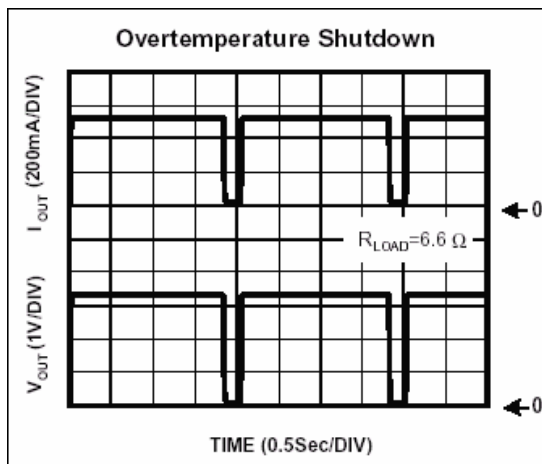 Overtemperature Shutdown
I_OUT (200mA/DIV)
0
R_LOAD=6.6 Ω
V_OUT (1V/DIV)
0
TIME (0.5Sec/DIV)